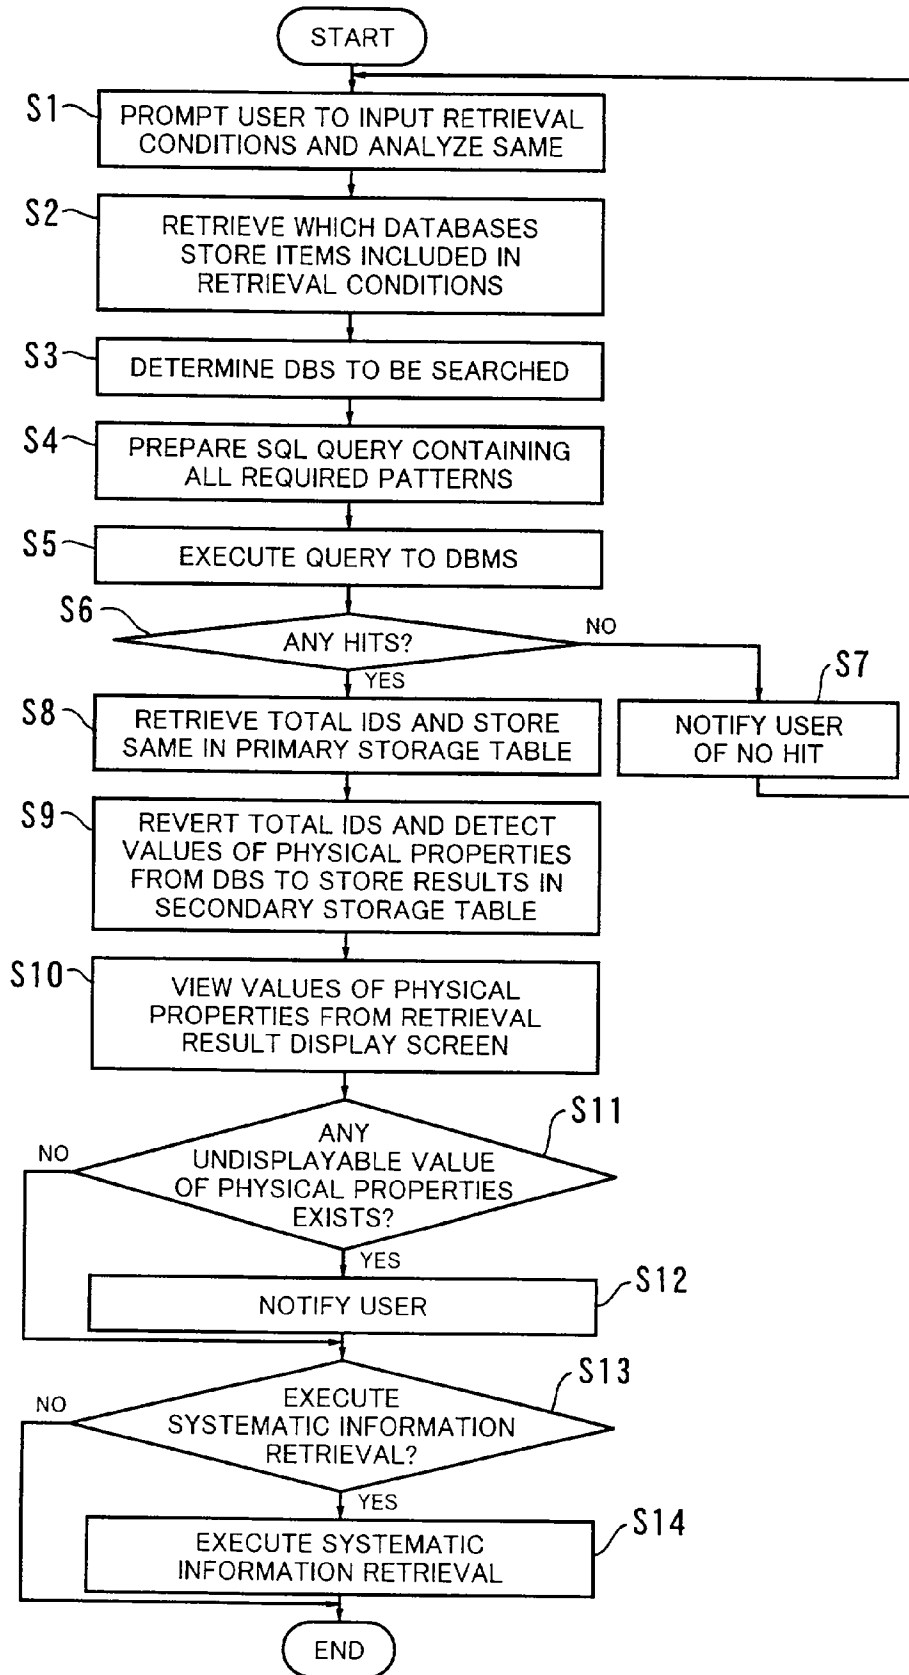 START
S1
PROMPT USER TO INPUT RETRIEVAL
CONDITIONS AND ANALYZE SAME
S2
RETRIEVE WHICH DATABASES
STORE ITEMS INCLUDED IN
RETRIEVAL CONDITIONS
S3
DETERMINE DBS TO BE SEARCHED
S4
PREPARE SQL QUERY CONTAINING
ALL REQUIRED PATTERNS
S5
EXECUTE QUERY TO DBMS
S6
ANY HITS?
NO
YES
S7
NOTIFY USER
OF NO HIT
S8
RETRIEVE TOTAL IDS AND STORE
SAME IN PRIMARY STORAGE TABLE
S9
REVERT TOTAL IDS AND DETECT
VALUES OF PHYSICAL PROPERTIES
FROM DBS TO STORE RESULTS IN
SECONDARY STORAGE TABLE
S10
VIEW VALUES OF PHYSICAL
PROPERTIES FROM RETRIEVAL
RESULT DISPLAY SCREEN
S11
ANY
UNDISPLAYABLE VALUE
OF PHYSICAL PROPERTIES
EXISTS?
NO
YES
S12
NOTIFY USER
S13
EXECUTE
SYSTEMATIC INFORMATION
RETRIEVAL?
NO
YES
S14
EXECUTE SYSTEMATIC
INFORMATION RETRIEVAL
END